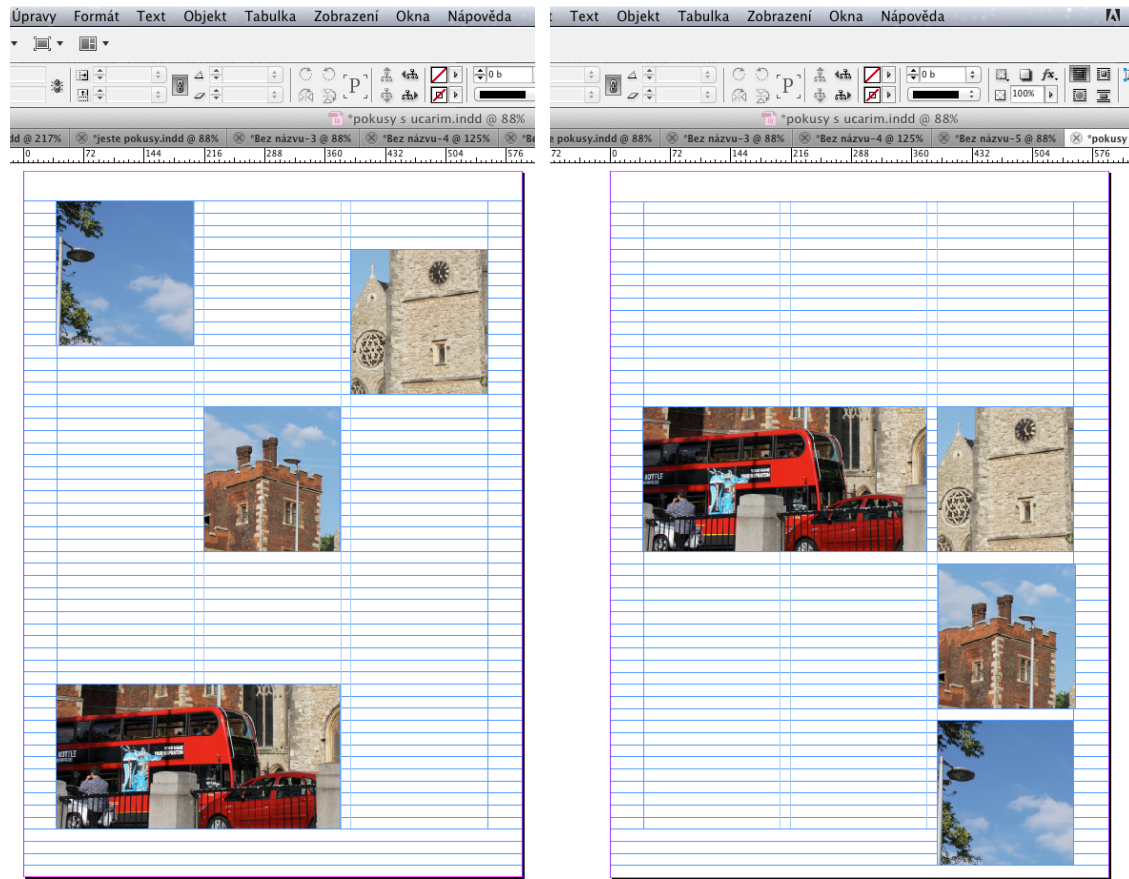 Úpravy Formát Text Objekt Tabulka Zobrazení Okna Nápověda
P
0 b
*pokusy s ucarim.indd @ 88%
dd @ 217% *jeste pokusy.indd @ 88% *Bez názvu-3 @ 88% *Bez názvu-4 @ 125% *Be
0 72 144 216 288 360 432 504 576
Text Objekt Tabulka Zobrazení Okna Nápověda
P
0 b
fx.
100%
*pokusy s ucarim.indd @ 88%
e pokusy.indd @ 88% *Bez názvu-3 @ 88% *Bez názvu-4 @ 125% *Bez názvu-5 @ 88% *pokusy
72 0 72 144 216 288 360 432 504 576